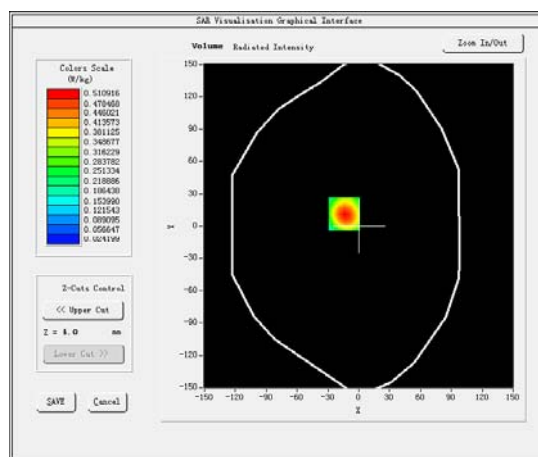 SAR Visualisation Graphical Interface
Volume Radiated Intensity
Zoom In/Out
Colors Scale
(W/kg)
0.510916
0.478468
0.446021
0.413573
0.381125
0.348677
0.316229
0.283782
0.251334
0.218886
0.186438
0.153990
0.121543
0.089095
0.056647
0.024199
150
120
90
60
30
0
-30
-60
-90
-120
-150
Y
-150 -120 -90 -60 -30 0 30 60 90 120 150
X
Z-Cuts Control
<< Upper Cut
Z = 4.0 mm
Lower Cut >>
SAVE
Cancel